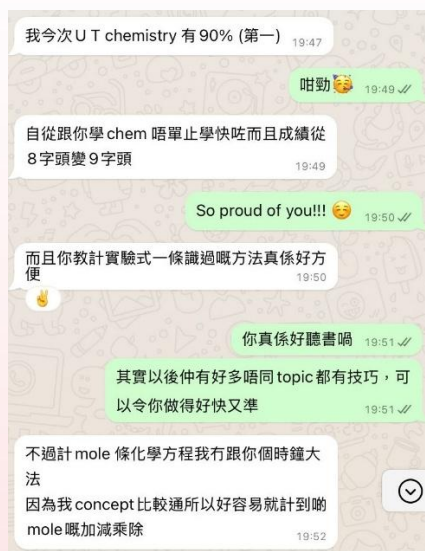 我今次U T chemistry 有90% (第一)
19:47
咁勁🥳
19:49
自從跟你學 chem 唔單止學快咗而且成績從
8字頭變9字頭
19:49
So proud of you!!! ☺️
19:50
而且你教計實驗式一條識過嘅方法真係好方
便
19:50
✌️
你真係好聽書喎
19:51
其實以後仲有好多唔同 topic 都有技巧，可
以令你做得好快又準
19:51
不過計 mole 條化學方程我冇跟你個時鐘大
法
因為我 concept 比較通所以好容易就計到啲
mole嘅加減乘除
19:52